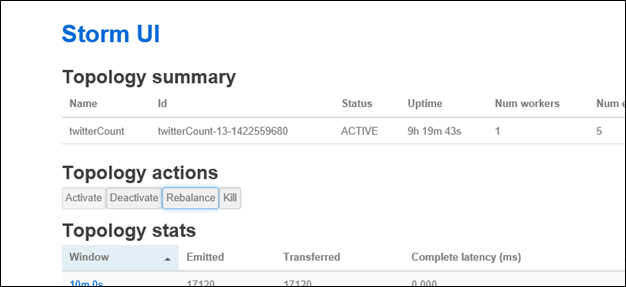 Storm UI
Topology summary
Name Id Status Uptime Num workers Num e
twitterCount twitterCount-13-1422559680 ACTIVE 9h 19m 43s 1 5
Topology actions
Activate Deactivate Rebalance Kill
Topology stats
Window Emitted Transferred Complete latency (ms)
10m 0s 17120 17120 0.000